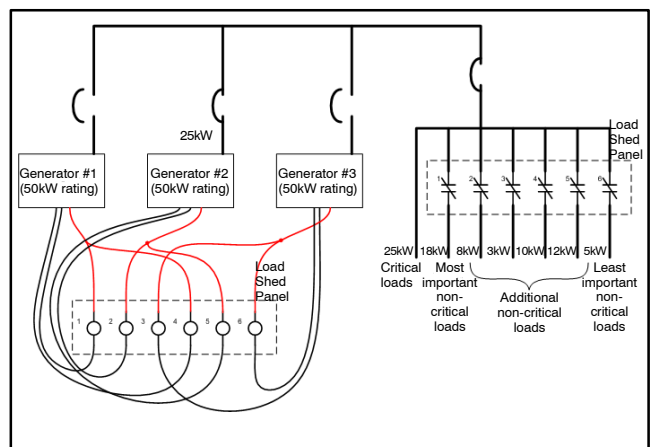 25kW
Generator #1
(50kW rating)
Generator #2
(50kW rating)
Generator #3
(50kW rating)
Load
Shed
Panel
1
2
3
4
5
6
Load
Shed
Panel
1
2
3
4
5
6
25kW
18kW
8kW
3kW
10kW
12kW
5kW
Critical
loads
Most
important
non-
critical
loads
Additional
non-critical
loads
Least
important
non-
critical
loads